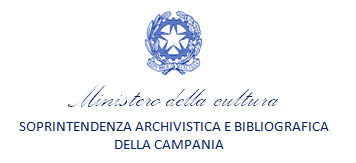 Ministero della cultura
SOPRINTENDENZA ARCHIVISTICA E BIBLIOGRAFICA
DELLA CAMPANIA